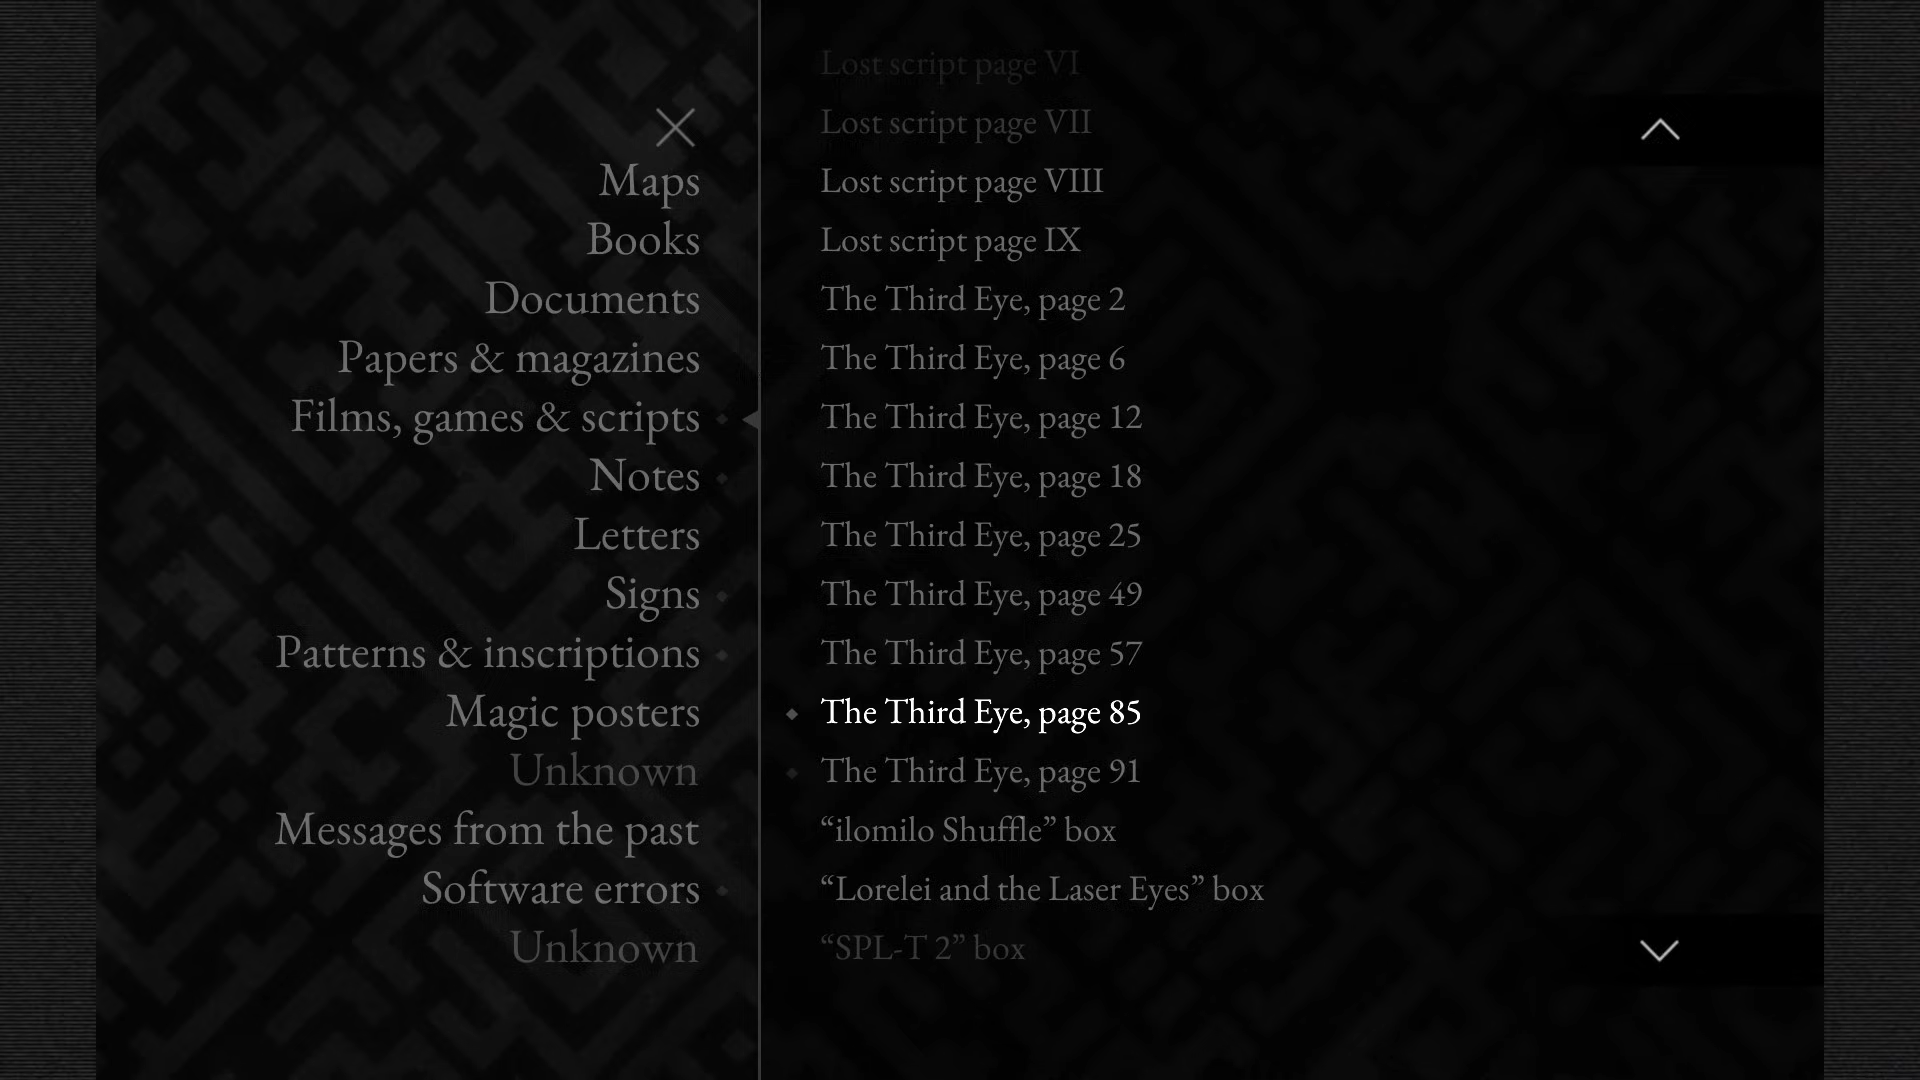 Maps
Books
Documents
Papers & magazines
Films, games & scripts
Notes
Letters
Signs
Patterns & inscriptions
Magic posters
Unknown
Messages from the past
Software errors
Unknown
Lost script page VI
Lost script page VII
Lost script page VIII
Lost script page IX
The Third Eye, page 2
The Third Eye, page 6
The Third Eye, page 12
The Third Eye, page 18
The Third Eye, page 25
The Third Eye, page 49
The Third Eye, page 57
The Third Eye, page 85
The Third Eye, page 91
“ilomilo Shuffle” box
“Lorelei and the Laser Eyes” box
“SPL-T 2” box